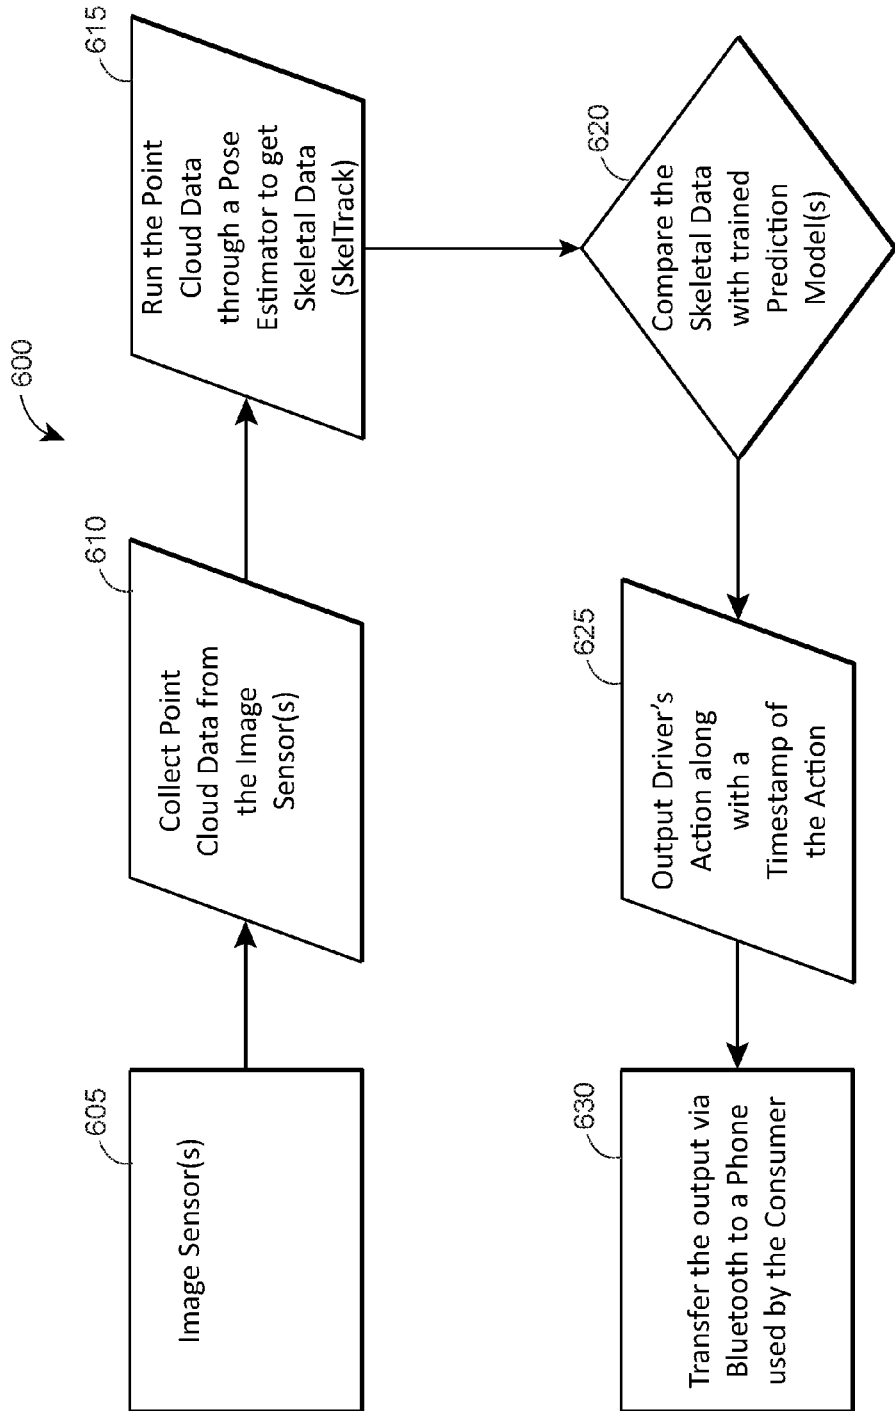 600
605
Image Sensor(s)
610
Collect Point
Cloud Data from
the Image
Sensor(s)
615
Run the Point
Cloud Data
through a Pose
Estimator to get
Skeletal Data
(SkelTrack)
620
Compare the
Skeletal Data
with trained
Prediction
Model(s)
625
Output Driver's
Action along
with a
Timestamp of
the Action
630
Transfer the output via
Bluetooth to a Phone
used by the Consumer